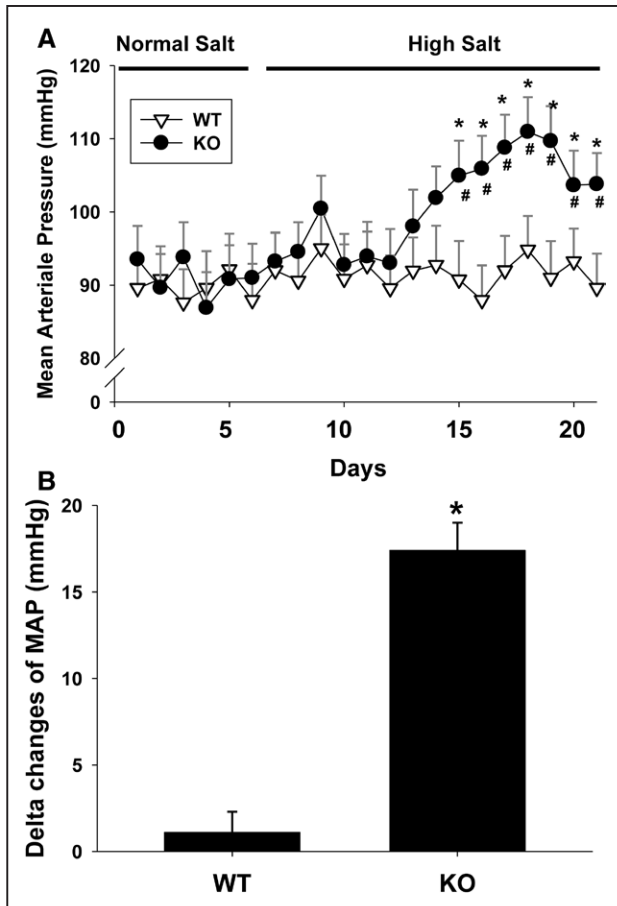 A
Normal Salt
High Salt
Mean Arteriale Pressure (mmHg)
120
110
100
90
80
0
WT
KO
* * * * * * *
# # # # # # #
0 5 10 15 20
Days
B
Delta changes of MAP (mmHg)
20
15
10
5
0
*
WT KO